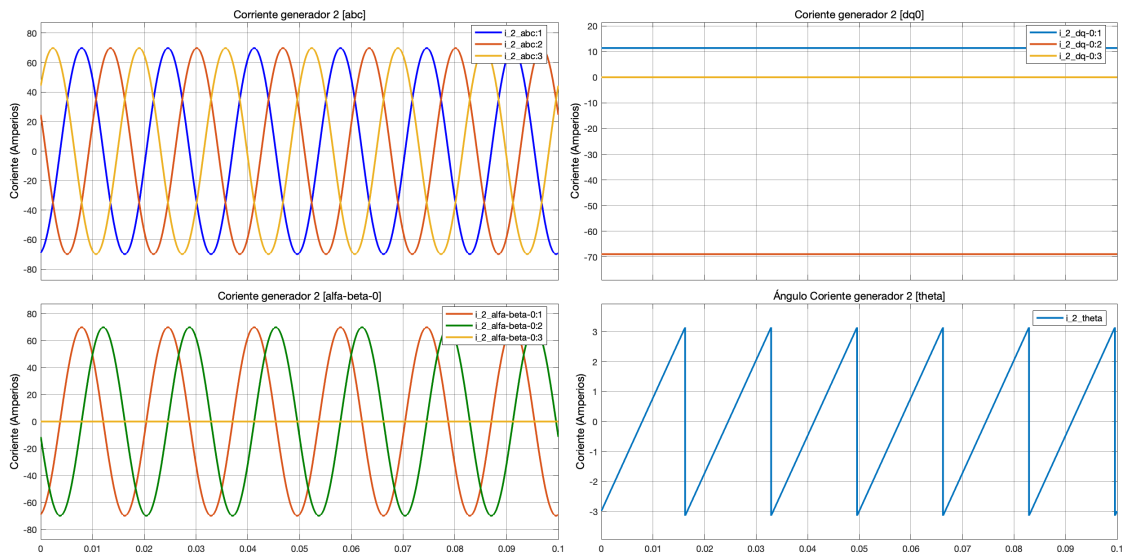 Corriente generador 2 [abc]
80
60
40
20
0
-20
-40
-60
-80
Coriente (Amperios)
i_2_abc:1
i_2_abc:2
i_2_abc:3
Coriente generador 2 [dq0]
20
10
0
-10
-20
-30
-40
-50
-60
-70
Coriente (Amperios)
i_2_dq-0:1
i_2_dq-0:2
i_2_dq-0:3
Coriente generador 2 [alfa-beta-0]
80
60
40
20
0
-20
-40
-60
-80
Coriente (Amperios)
i_2_alfa-beta-0:1
i_2_alfa-beta-0:2
i_2_alfa-beta-0:3
0 0.01 0.02 0.03 0.04 0.05 0.06 0.07 0.08 0.09 0.1
Ángulo Coriente generador 2 [theta]
3
2
1
0
-1
-2
-3
Coriente (Amperios)
i_2_theta
0 0.01 0.02 0.03 0.04 0.05 0.06 0.07 0.08 0.09 0.1